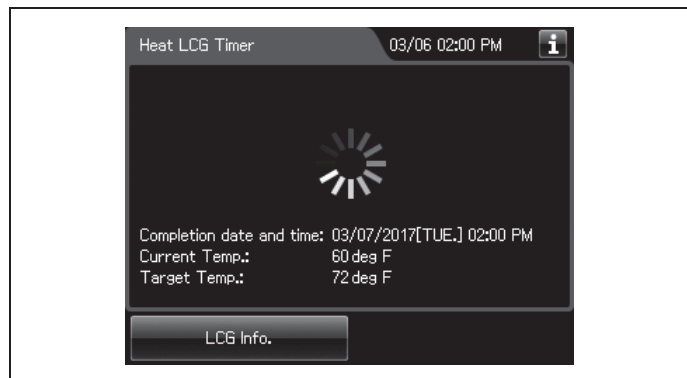 Heat LCG Timer 03/06 02:00 PM i
Completion date and time: 03/07/2017[TUE.] 02:00 PM
Current Temp.: 60 deg F
Target Temp.: 72 deg F
LCG Info.